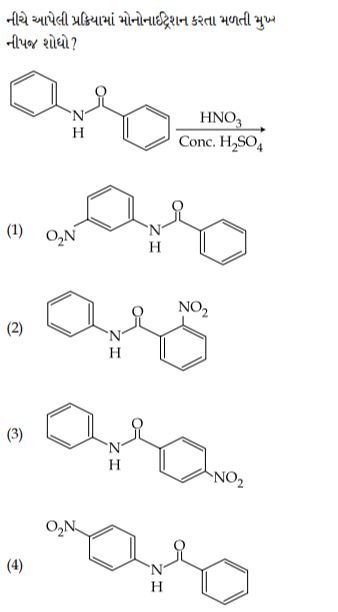 નીચે આપેલી પ્રક્રિયામાં મોનોનાઈટ્રેશન કરતા મળતી મુખ્ય
નીપજ શોધો ?
O
N
H
HNO₃
Conc. H₂SO₄
(1) O₂N
O
N
H
(2)
O
NO₂
N
H
(3)
O
N
H
NO₂
(4)
O₂N
O
N
H